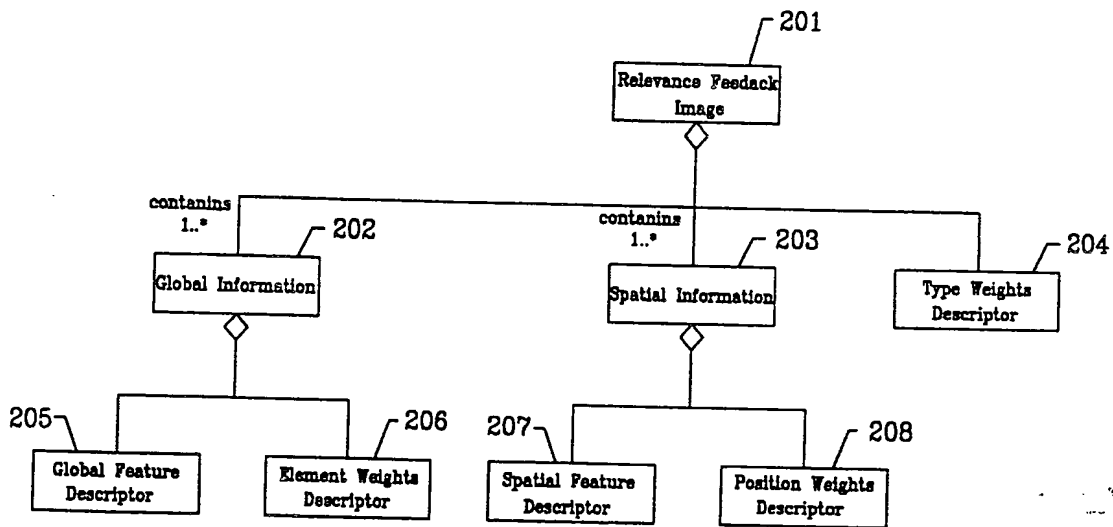 201
Relevance Feedack
Image
contanins
1..*
202
contanins
1..*
203
204
Global Information
Spatial Information
Type Weights
Descriptor
205
206
207
208
Global Feature
Descriptor
Element Weights
Descriptor
Spatial Feature
Descriptor
Position Weights
Descriptor